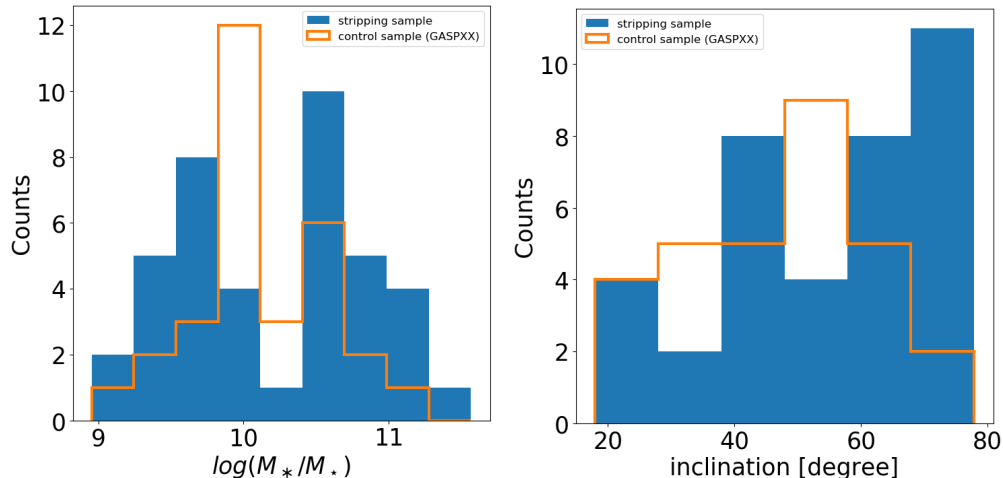 stripping sample
control sample (GASPXX)
12
10
8
6
4
2
0
Counts
9 10 11
log(M∗/M⋆)
stripping sample
control sample (GASPXX)
10
8
6
4
2
0
Counts
20 40 60 80
inclination [degree]